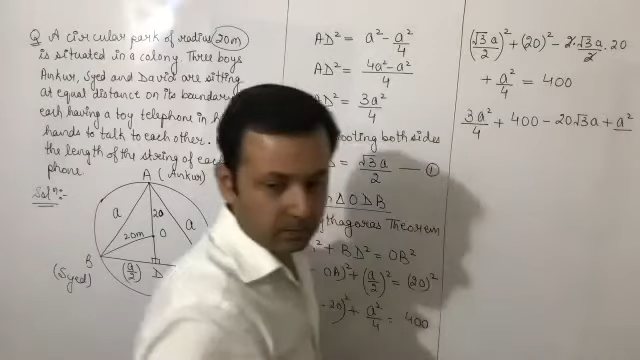 Q A circular park of radius 20m
is situated in a colony. Three boys
Ankur, Syed and David are sitting
at equal distance on its boundary
each having a toy telephone in
hands to talk to each other.
the length of the string of each
phone
Solⁿ:-
A (Ankur)
a
20
a
20m
O
B
(Syed)
(a/2)
D
AD² = a² - a²/4
AD² = 4a² - a²/4
AD² = 3a²/4
rooting both sides
= √3a/2 — ①
ΔODB
Pythagoras Theorem
² + BD² = OB²
- OB)² + (a/2)² = (20)²
- 20)² + a²/4 = 400
(√3a/2)² + (20)² - 2·√3a/2·20
+ a²/4 = 400
3a²/4 + 400 - 20√3a + a²